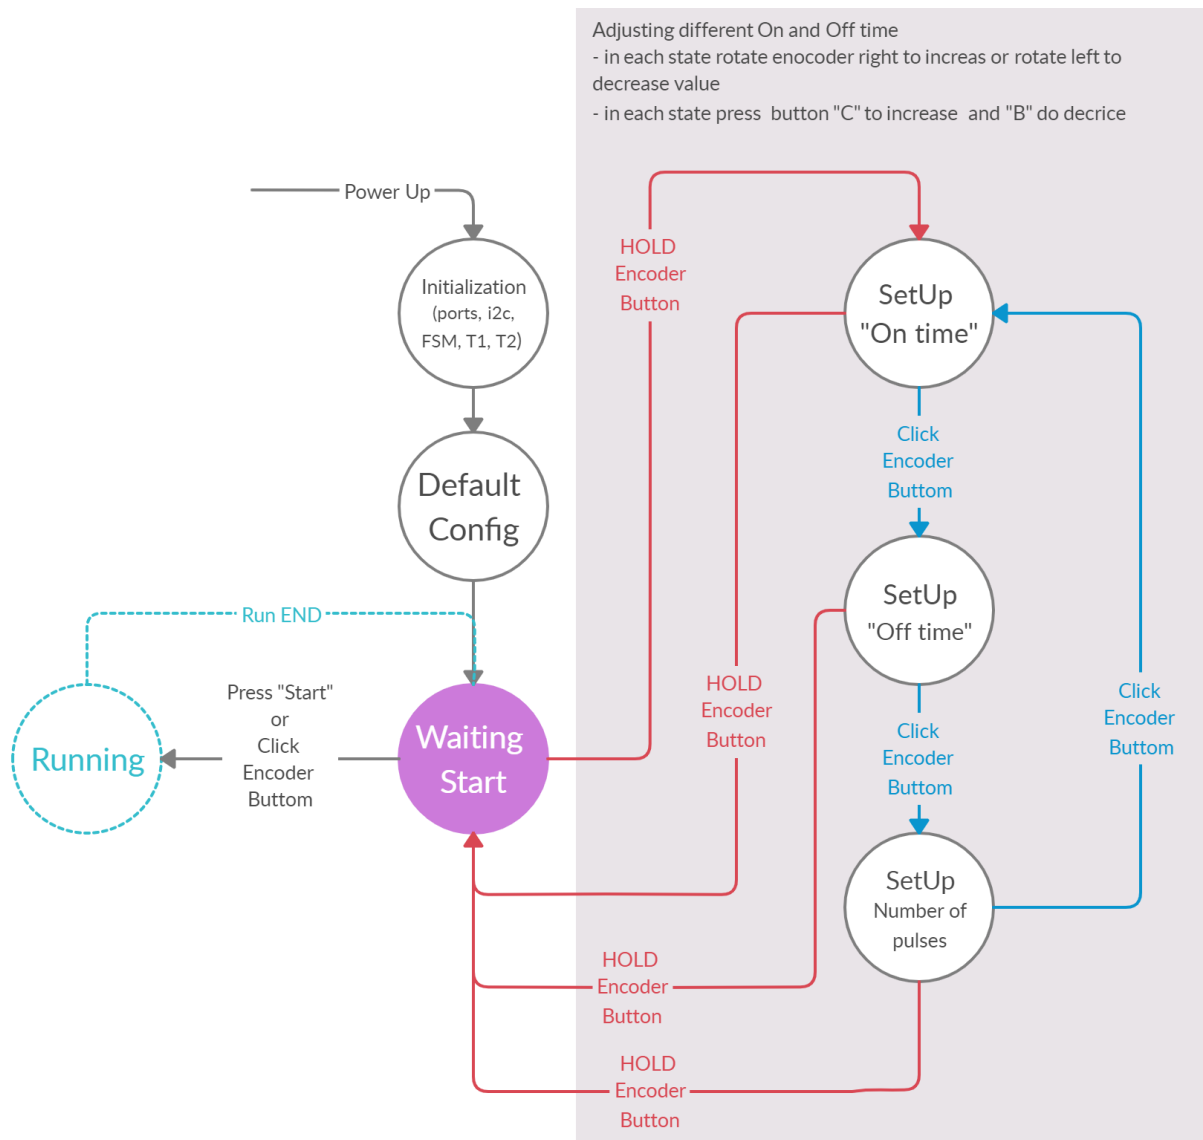 Adjusting different On and Off time
- in each state rotate enocoder right to increas or rotate left to
decrease value
- in each state press button "C" to increase and "B" do decrice
Power Up
Initialization
(ports, i2c,
FSM, T1, T2)
Default
Config
Run END
Running
Press "Start"
or
Click
Encoder
Buttom
Waiting
Start
HOLD
Encoder
Button
SetUp
"On time"
Click
Encoder
Buttom
SetUp
"Off time"
HOLD
Encoder
Button
Click
Encoder
Buttom
Click
Encoder
Buttom
SetUp
Number of
pulses
HOLD
Encoder
Button
HOLD
Encoder
Button